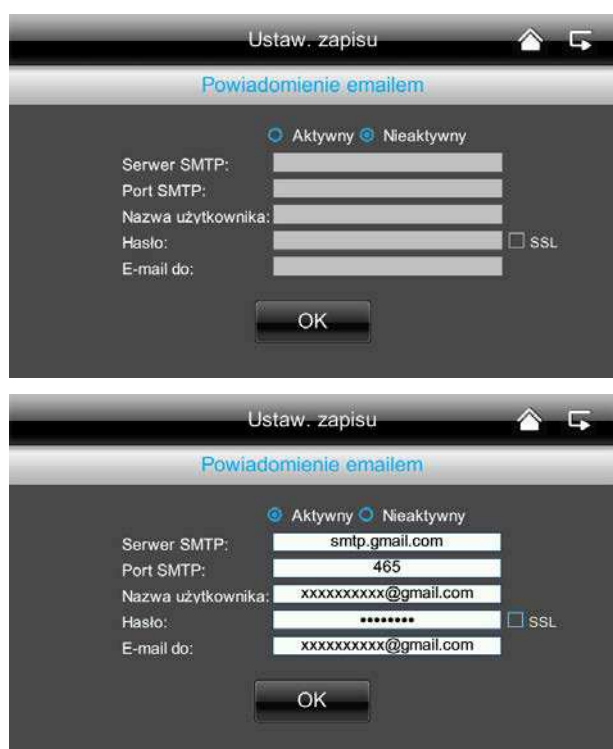 Ustaw. zapisu
Powiadomienie emailem
Aktywny Nieaktywny
Serwer SMTP:
Port SMTP:
Nazwa użytkownika:
Hasło: SSL
E-mail do:
OK
Ustaw. zapisu
Powiadomienie emailem
Aktywny Nieaktywny
Serwer SMTP: smtp.gmail.com
Port SMTP: 465
Nazwa użytkownika: xxxxxxxxxx@gmail.com
Hasło: •••••••• SSL
E-mail do: xxxxxxxxxx@gmail.com
OK